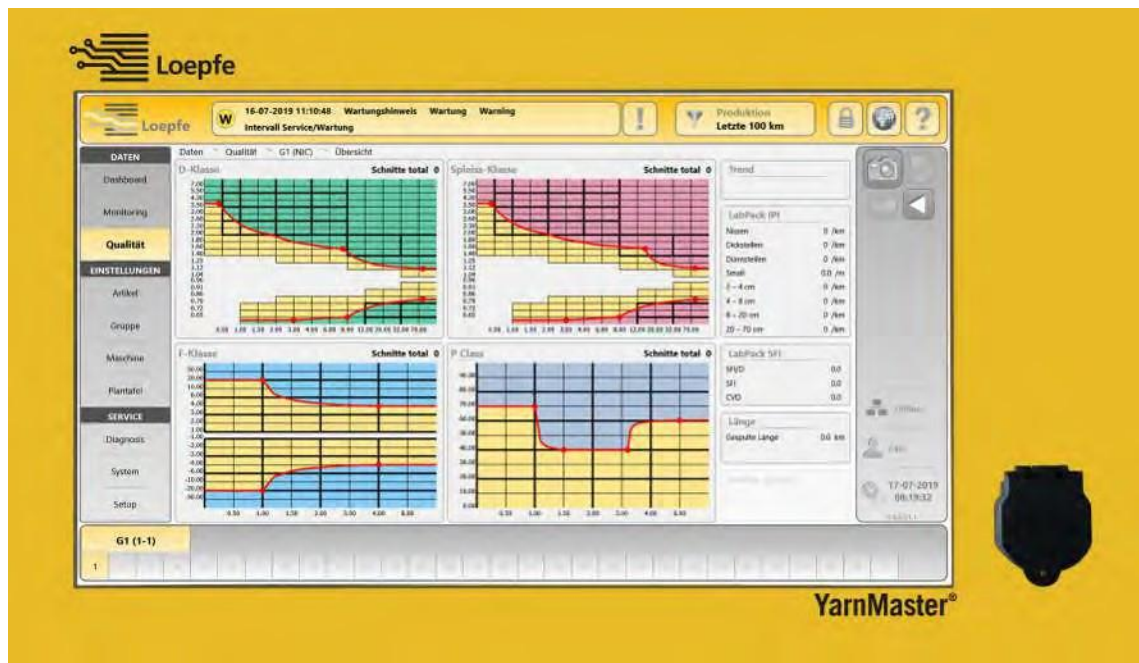 Loepfe
Loepfe
W
16-07-2019 11:10:48 Wartungshinweis Wartung Warning
Intervall Service/Wartung
!
Produktion
Letzte 100 km
?
DATEN
Dashboard
Monitoring
Qualität
EINSTELLUNGEN
Artikel
Gruppe
Maschine
Plantafel
SERVICE
Diagnosis
System
Setup
Daten Qualität G1 (NIC) Übersicht
D-Klasse Schnitte total 0
Spleiss-Klasse Schnitte total 0
F-Klasse Schnitte total 0
P Class Schnitte total 0
Trend
LabPack IPI
Nissen 0 /km
Dickstellen 0 /km
Dünnstellen 0 /km
Small 0.0 /m
2 – 4 cm 0 /km
4 – 8 cm 0 /km
8 – 20 cm 0 /km
20 – 70 cm 0 /km
LabPack SFI
SFI/D 0.0
SFI 0.0
CVD 0.0
Länge
Gespulte Länge 0.0 km
Offline
17-07-2019
08:19:32
G1 (1-1)
1
YarnMaster®